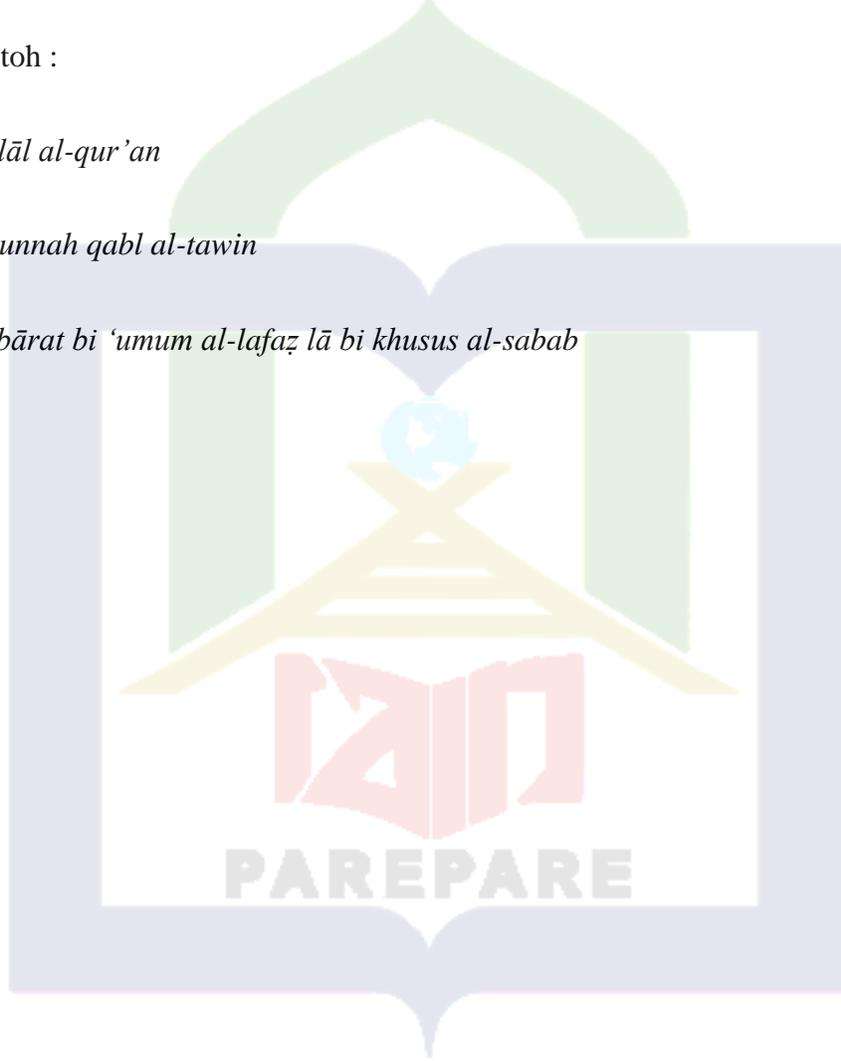 toh :
lāl al-qur’an
unnah qabl al-tawin
bārat bi ‘umum al-lafaẓ lā bi khusus al-sabab
iain
PAREPARE